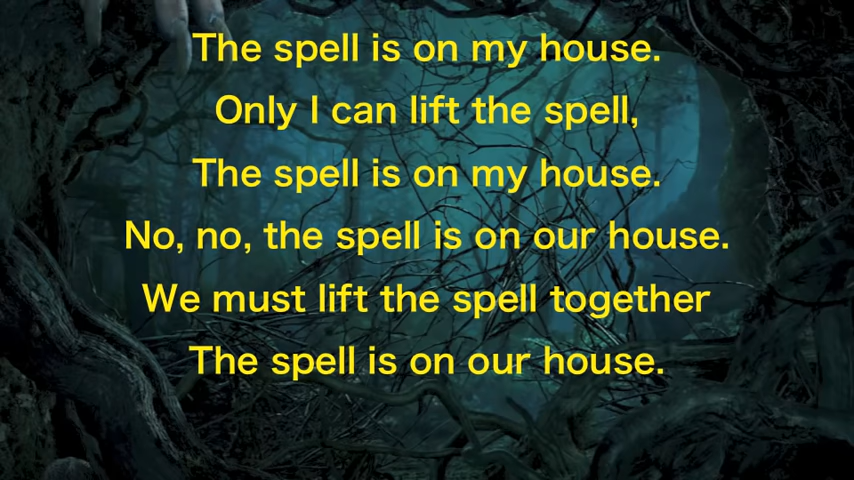 The spell is on my house.
Only I can lift the spell,
The spell is on my house.
No, no, the spell is on our house.
We must lift the spell together
The spell is on our house.